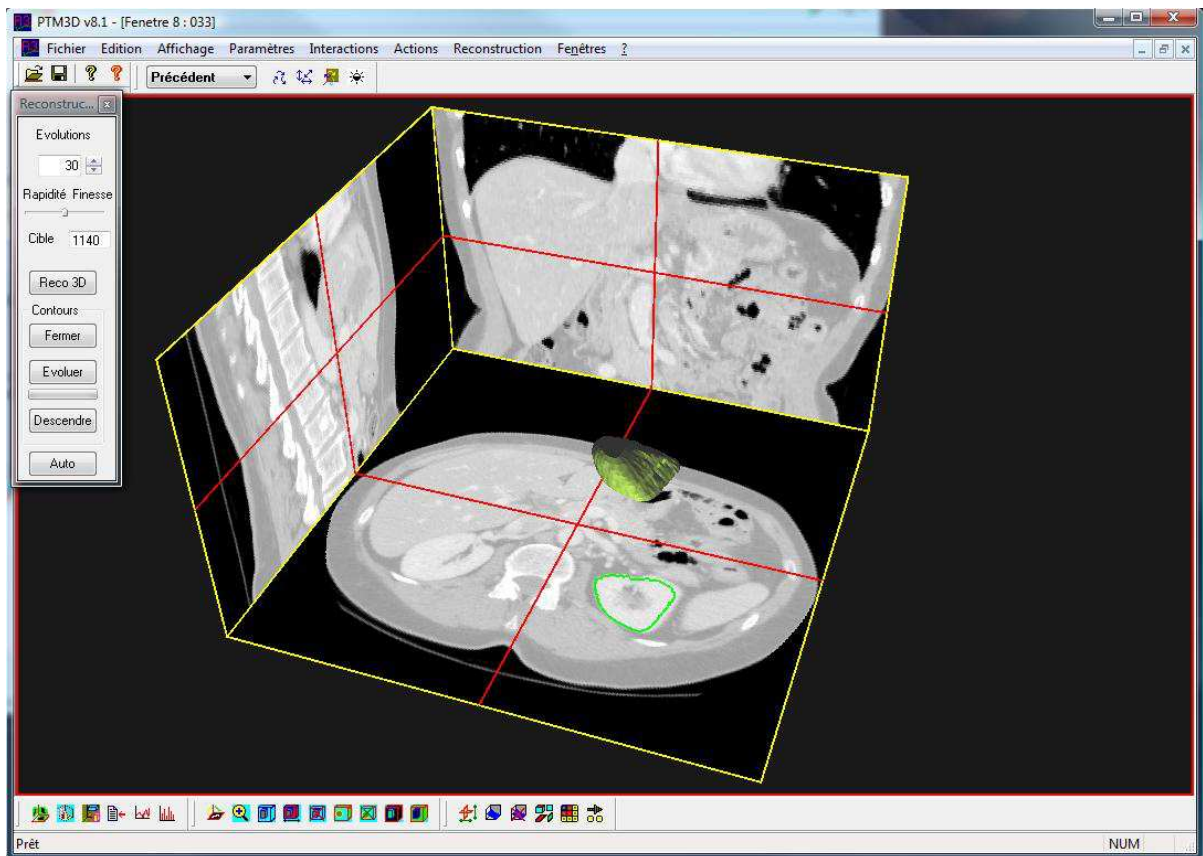 PTM3D v8.1 - [Fenetre 8 : 033]
Fichier Edition Affichage Paramètres Interactions Actions Reconstruction Fenêtres ?
Précédent
Reconstruc...
Evolutions
30
Rapidité Finesse
Cible 1140
Reco 3D
Contours
Fermer
Evoluer
Descendre
Auto
Prêt NUM